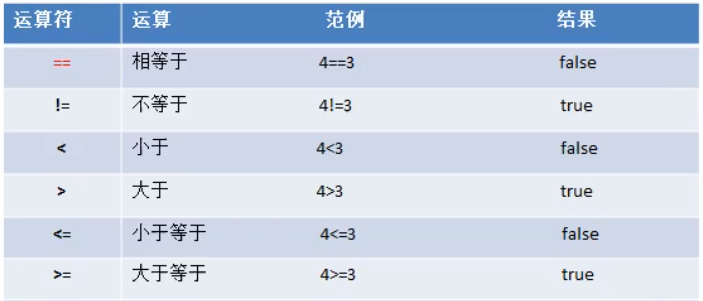 运算符 运算 范例 结果
== 相等于 4==3 false
!= 不等于 4!=3 true
< 小于 4<3 false
> 大于 4>3 true
<= 小于等于 4<=3 false
>= 大于等于 4>=3 true